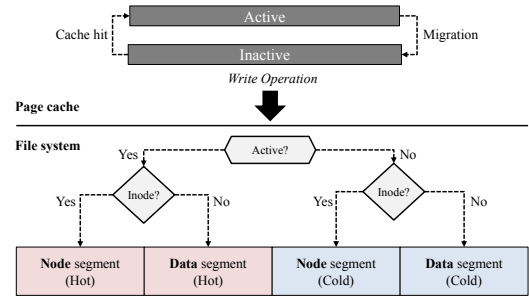 Active
Cache hit
Migration
Inactive
Write Operation
Page cache
File system
Active?
Yes
No
Inode?
Inode?
Yes
No
Yes
No
Node segment
(Hot)
Data segment
(Hot)
Node segment
(Cold)
Data segment
(Cold)